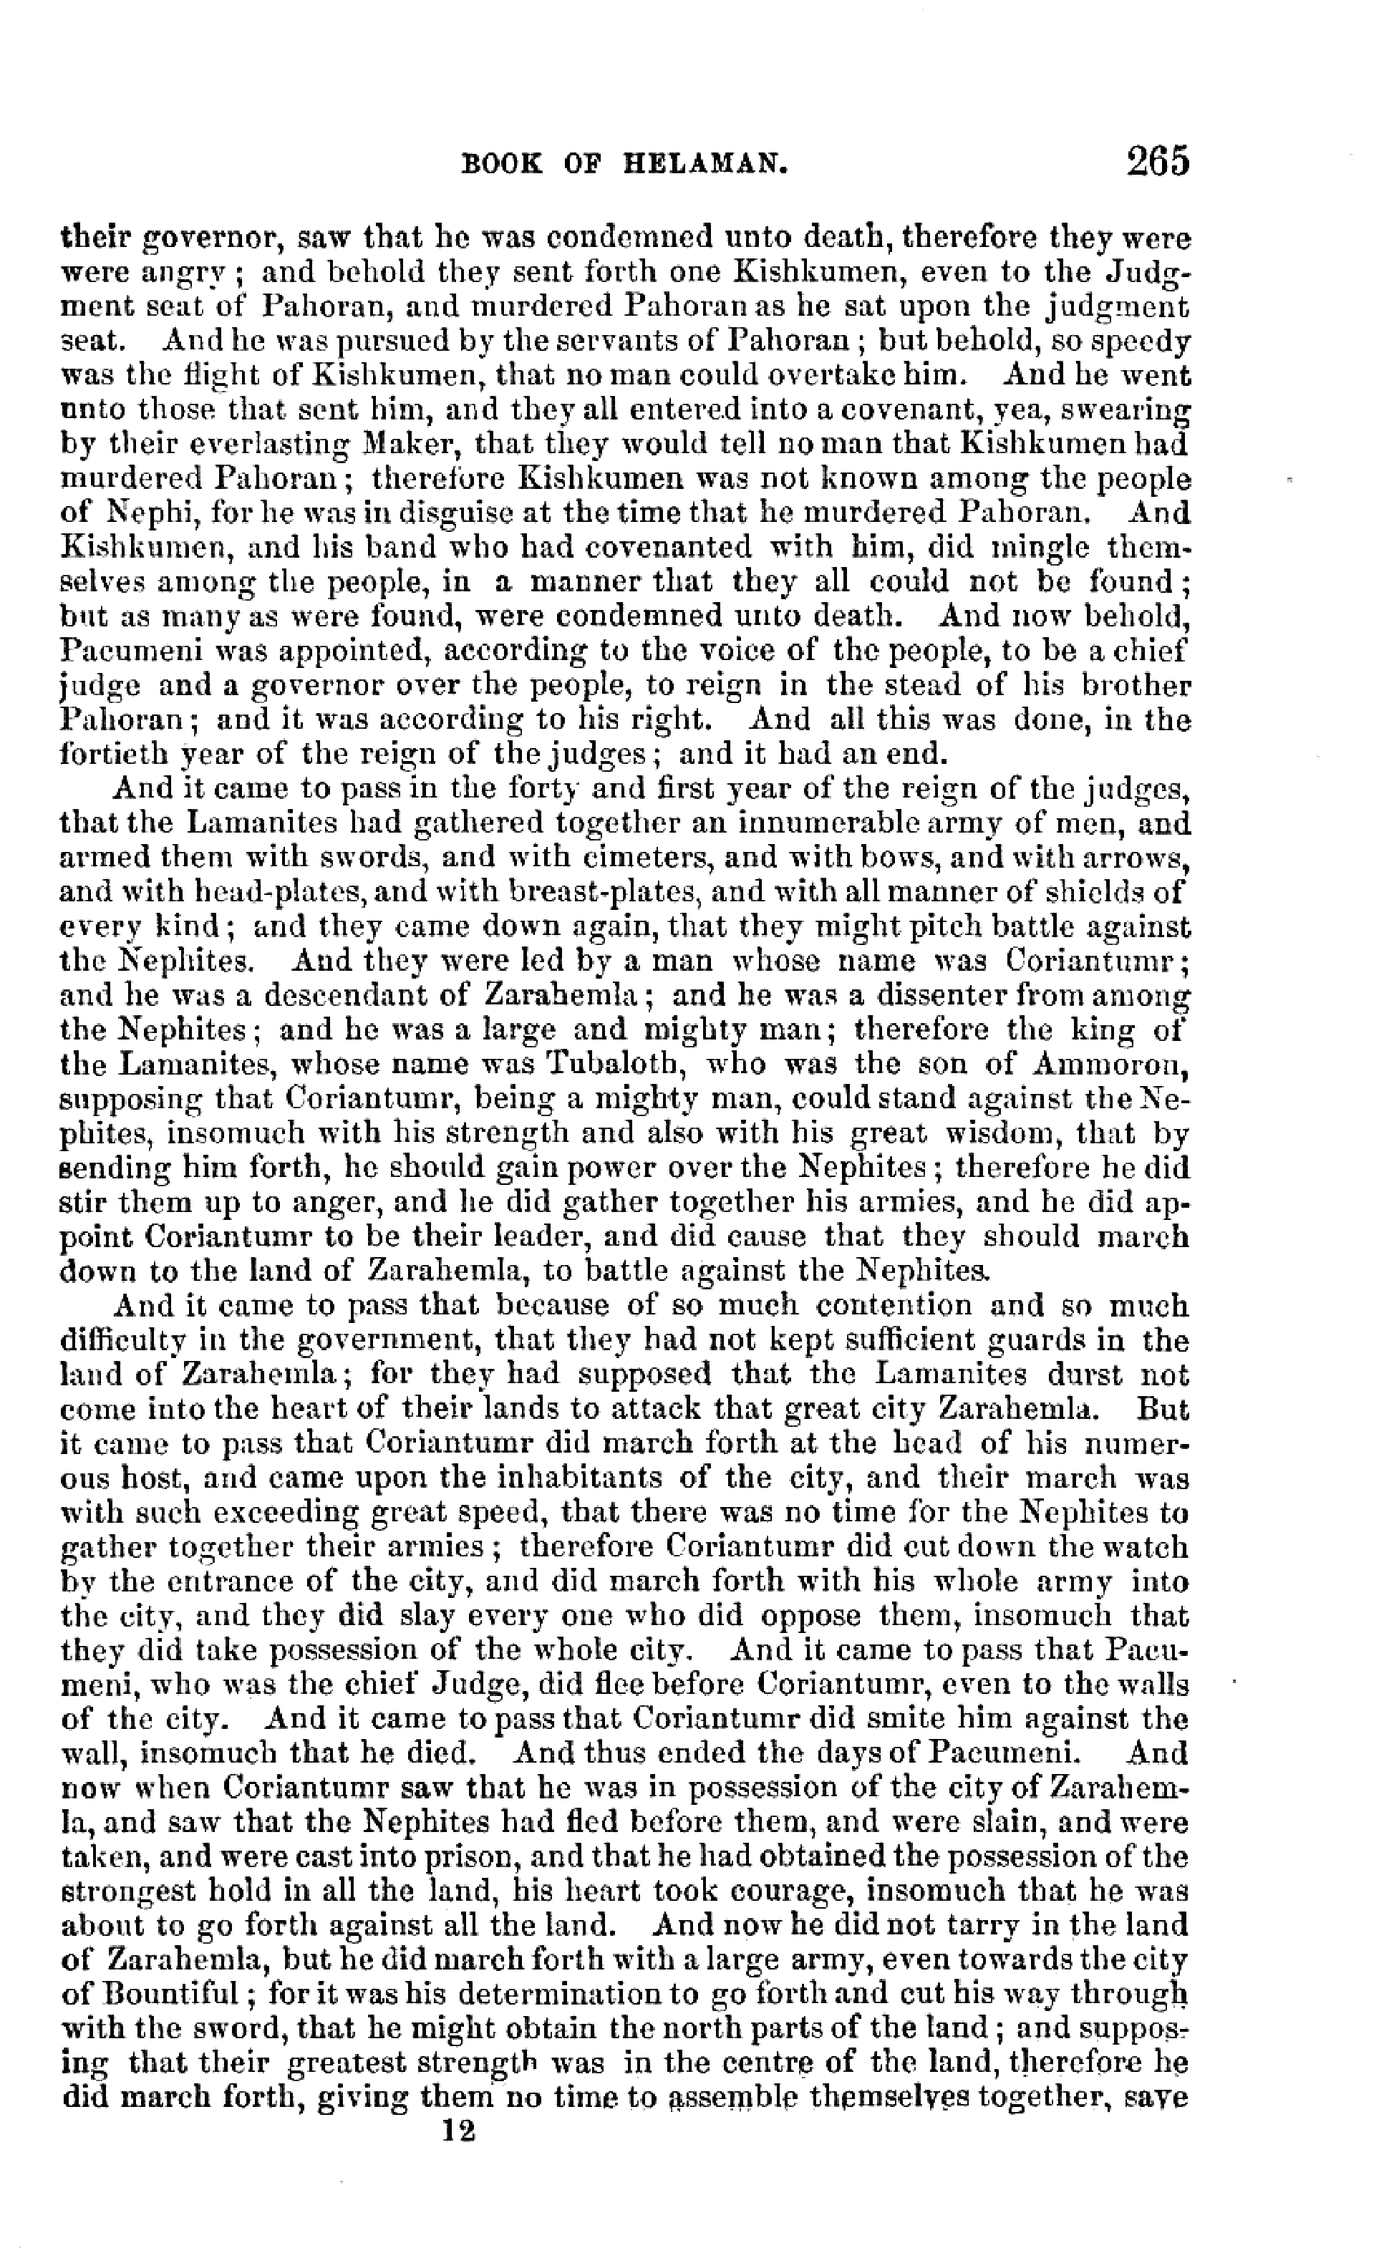 BOOK OF HELAMAN. 265
their governor, saw that he was condemned unto death, therefore they were
were angry ; and behold they sent forth one Kishkumen, even to the Judg-
ment seat of Pahoran, and murdered Pahoran as he sat upon the judgment
seat. And he was pursued by the servants of Pahoran ; but behold, so speedy
was the flight of Kishkumen, that no man could overtake him. And he went
unto those that sent him, and they all entered into a covenant, yea, swearing
by their everlasting Maker, that they would tell no man that Kishkumen had
murdered Pahoran ; therefore Kishkumen was not known among the people
of Nephi, for he was in disguise at the time that he murdered Pahoran. And
Kishkumen, and his band who had covenanted with him, did mingle them-
selves among the people, in a manner that they all could not be found ;
but as many as were found, were condemned unto death. And now behold,
Pacumeni was appointed, according to the voice of the people, to be a chief
judge and a governor over the people, to reign in the stead of his brother
Pahoran ; and it was according to his right. And all this was done, in the
fortieth year of the reign of the judges ; and it had an end.
And it came to pass in the forty and first year of the reign of the judges,
that the Lamanites had gathered together an innumerable army of men, and
armed them with swords, and with cimeters, and with bows, and with arrows,
and with head-plates, and with breast-plates, and with all manner of shields of
every kind ; and they came down again, that they might pitch battle against
the Nephites. And they were led by a man whose name was Coriantumr ;
and he was a descendant of Zarahemla ; and he was a dissenter from among
the Nephites ; and he was a large and mighty man ; therefore the king of
the Lamanites, whose name was Tubaloth, who was the son of Ammoron,
supposing that Coriantumr, being a mighty man, could stand against the Ne-
phites, insomuch with his strength and also with his great wisdom, that by
sending him forth, he should gain power over the Nephites ; therefore he did
stir them up to anger, and he did gather together his armies, and he did ap-
point Coriantumr to be their leader, and did cause that they should march
down to the land of Zarahemla, to battle against the Nephites.
And it came to pass that because of so much contention and so much
difficulty in the government, that they had not kept sufficient guards in the
land of Zarahemla ; for they had supposed that the Lamanites durst not
come into the heart of their lands to attack that great city Zarahemla. But
it came to pass that Coriantumr did march forth at the head of his numer-
ous host, and came upon the inhabitants of the city, and their march was
with such exceeding great speed, that there was no time for the Nephites to
gather together their armies ; therefore Coriantumr did cut down the watch
by the entrance of the city, and did march forth with his whole army into
the city, and they did slay every one who did oppose them, insomuch that
they did take possession of the whole city. And it came to pass that Pacu-
meni, who was the chief Judge, did flee before Coriantumr, even to the walls
of the city. And it came to pass that Coriantumr did smite him against the
wall, insomuch that he died. And thus ended the days of Pacumeni. And
now when Coriantumr saw that he was in possession of the city of Zarahem-
la, and saw that the Nephites had fled before them, and were slain, and were
taken, and were cast into prison, and that he had obtained the possession of the
strongest hold in all the land, his heart took courage, insomuch that he was
about to go forth against all the land. And now he did not tarry in the land
of Zarahemla, but he did march forth with a large army, even towards the city
of Bountiful ; for it was his determination to go forth and cut his way through
with the sword, that he might obtain the north parts of the land ; and suppos-
ing that their greatest strength was in the centre of the land, therefore he
did march forth, giving them no time to assemble themselves together, save
12